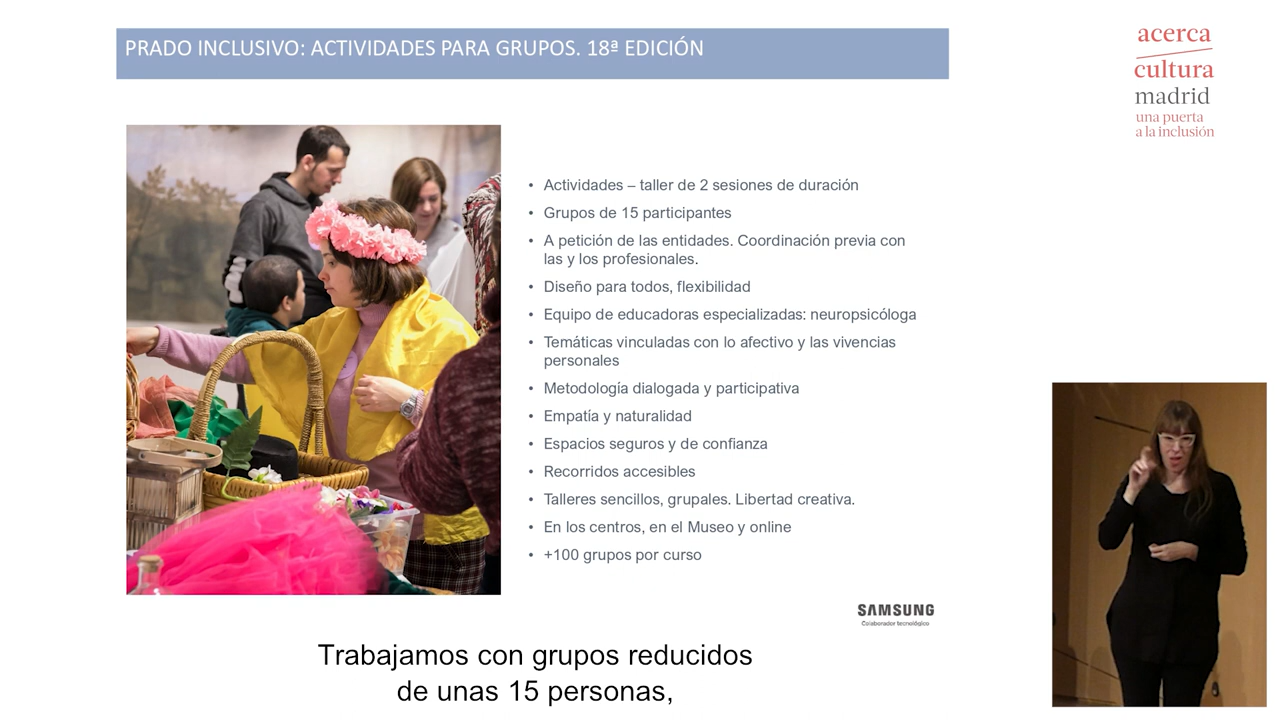 PRADO INCLUSIVO: ACTIVIDADES PARA GRUPOS. 18ª EDICIÓN
acerca
cultura
madrid
una puerta
a la inclusión
• Actividades – taller de 2 sesiones de duración
• Grupos de 15 participantes
• A petición de las entidades. Coordinación previa con
las y los profesionales.
• Diseño para todos, flexibilidad
• Equipo de educadoras especializadas: neuropsicóloga
• Temáticas vinculadas con lo afectivo y las vivencias
personales
• Metodología dialogada y participativa
• Empatía y naturalidad
• Espacios seguros y de confianza
• Recorridos accesibles
• Talleres sencillos, grupales. Libertad creativa.
• En los centros, en el Museo y online
• +100 grupos por curso
SAMSUNG
Colaborador tecnológico
Trabajamos con grupos reducidos
de unas 15 personas,